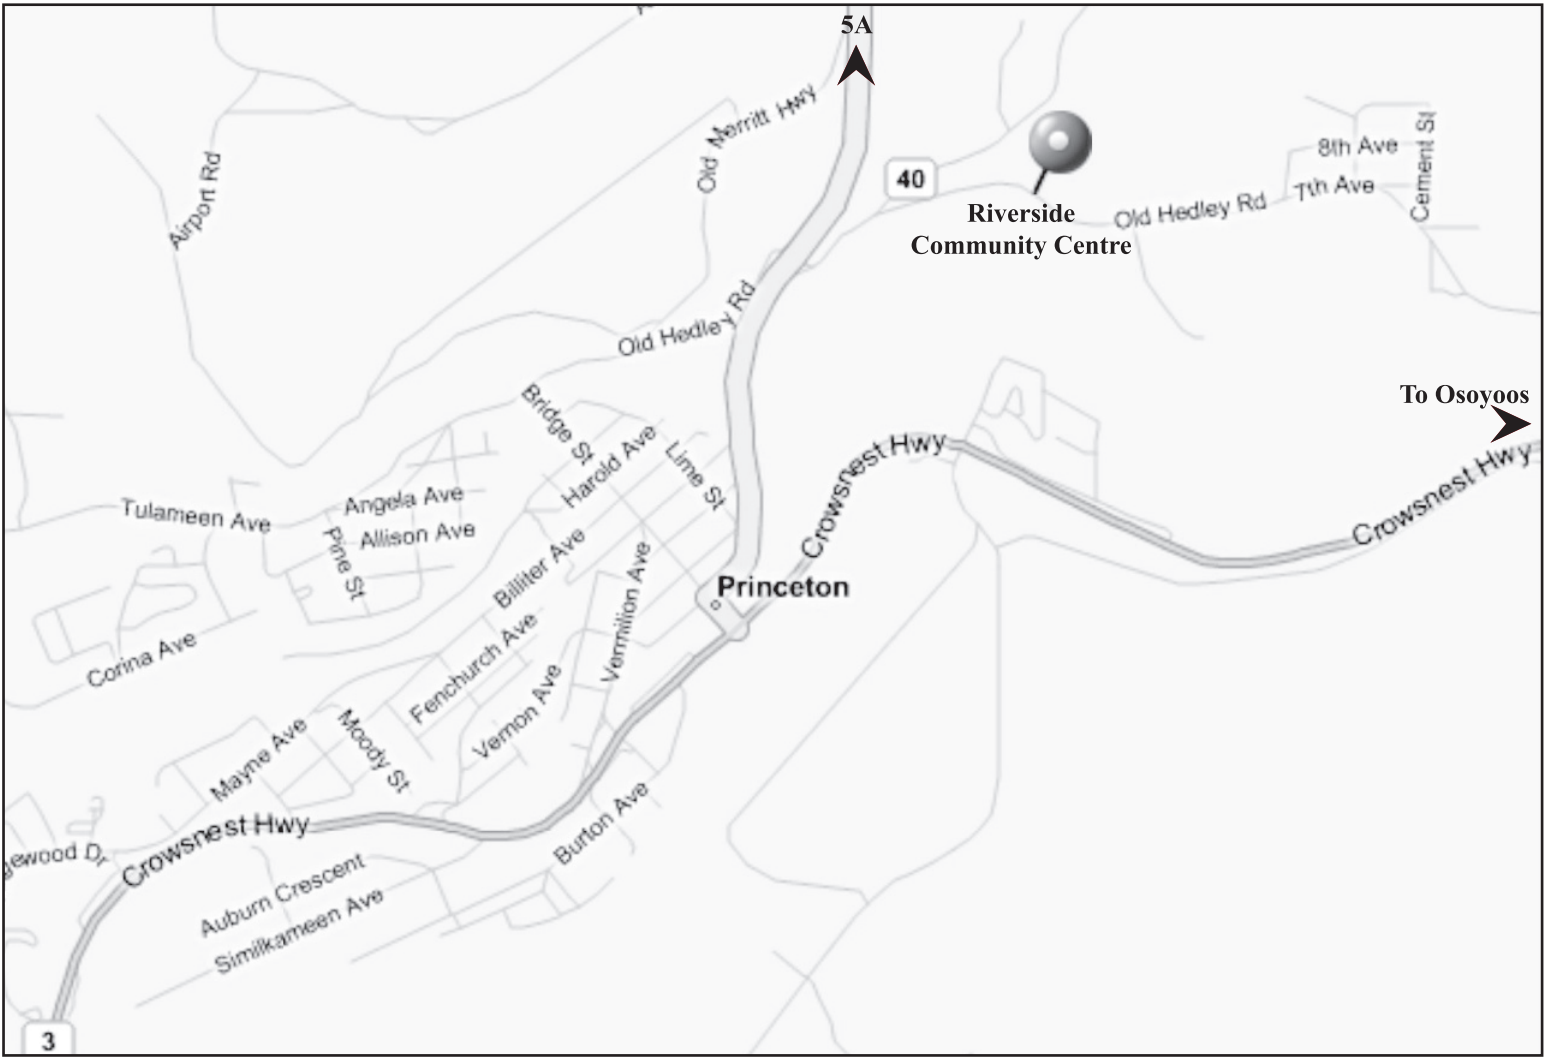 5A
Old Merritt Hwy
40
Riverside
Community Centre
8th Ave
7th Ave
Cement St
Old Hedley Rd
Airport Rd
Old Hedley Rd
To Osoyoos
Bridge St
Harold Ave
Lime St
Crowsnest Hwy
Crowsnest Hwy
Tulameen Ave
Angela Ave
Allison Ave
Pine St
Billiter Ave
Vermilion Ave
Princeton
Corina Ave
Fenchurch Ave
Vernon Ave
Mayne Ave
Moody St
Crowsnest Hwy
Burton Ave
gewood Dr
Auburn Crescent
Similkameen Ave
3